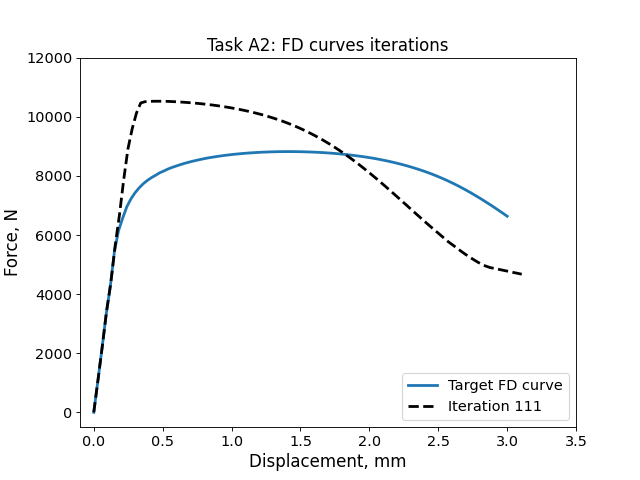 Task A2: FD curves iterations
Force, N
12000
10000
8000
6000
4000
2000
0
0.0 0.5 1.0 1.5 2.0 2.5 3.0 3.5
Displacement, mm
Target FD curve
Iteration 111